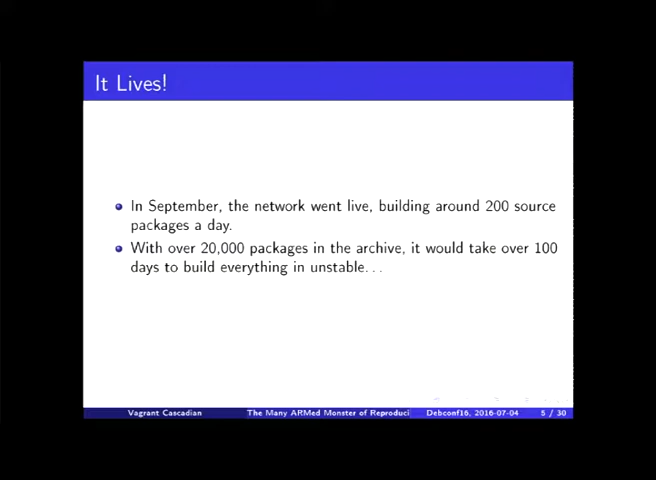 It Lives!
In September, the network went live, building around 200 source
packages a day.
With over 20,000 packages in the archive, it would take over 100
days to build everything in unstable...
Vagrant Cascadian The Many ARMed Monster of Reproduci Debconf16, 2016-07-04 5 / 30